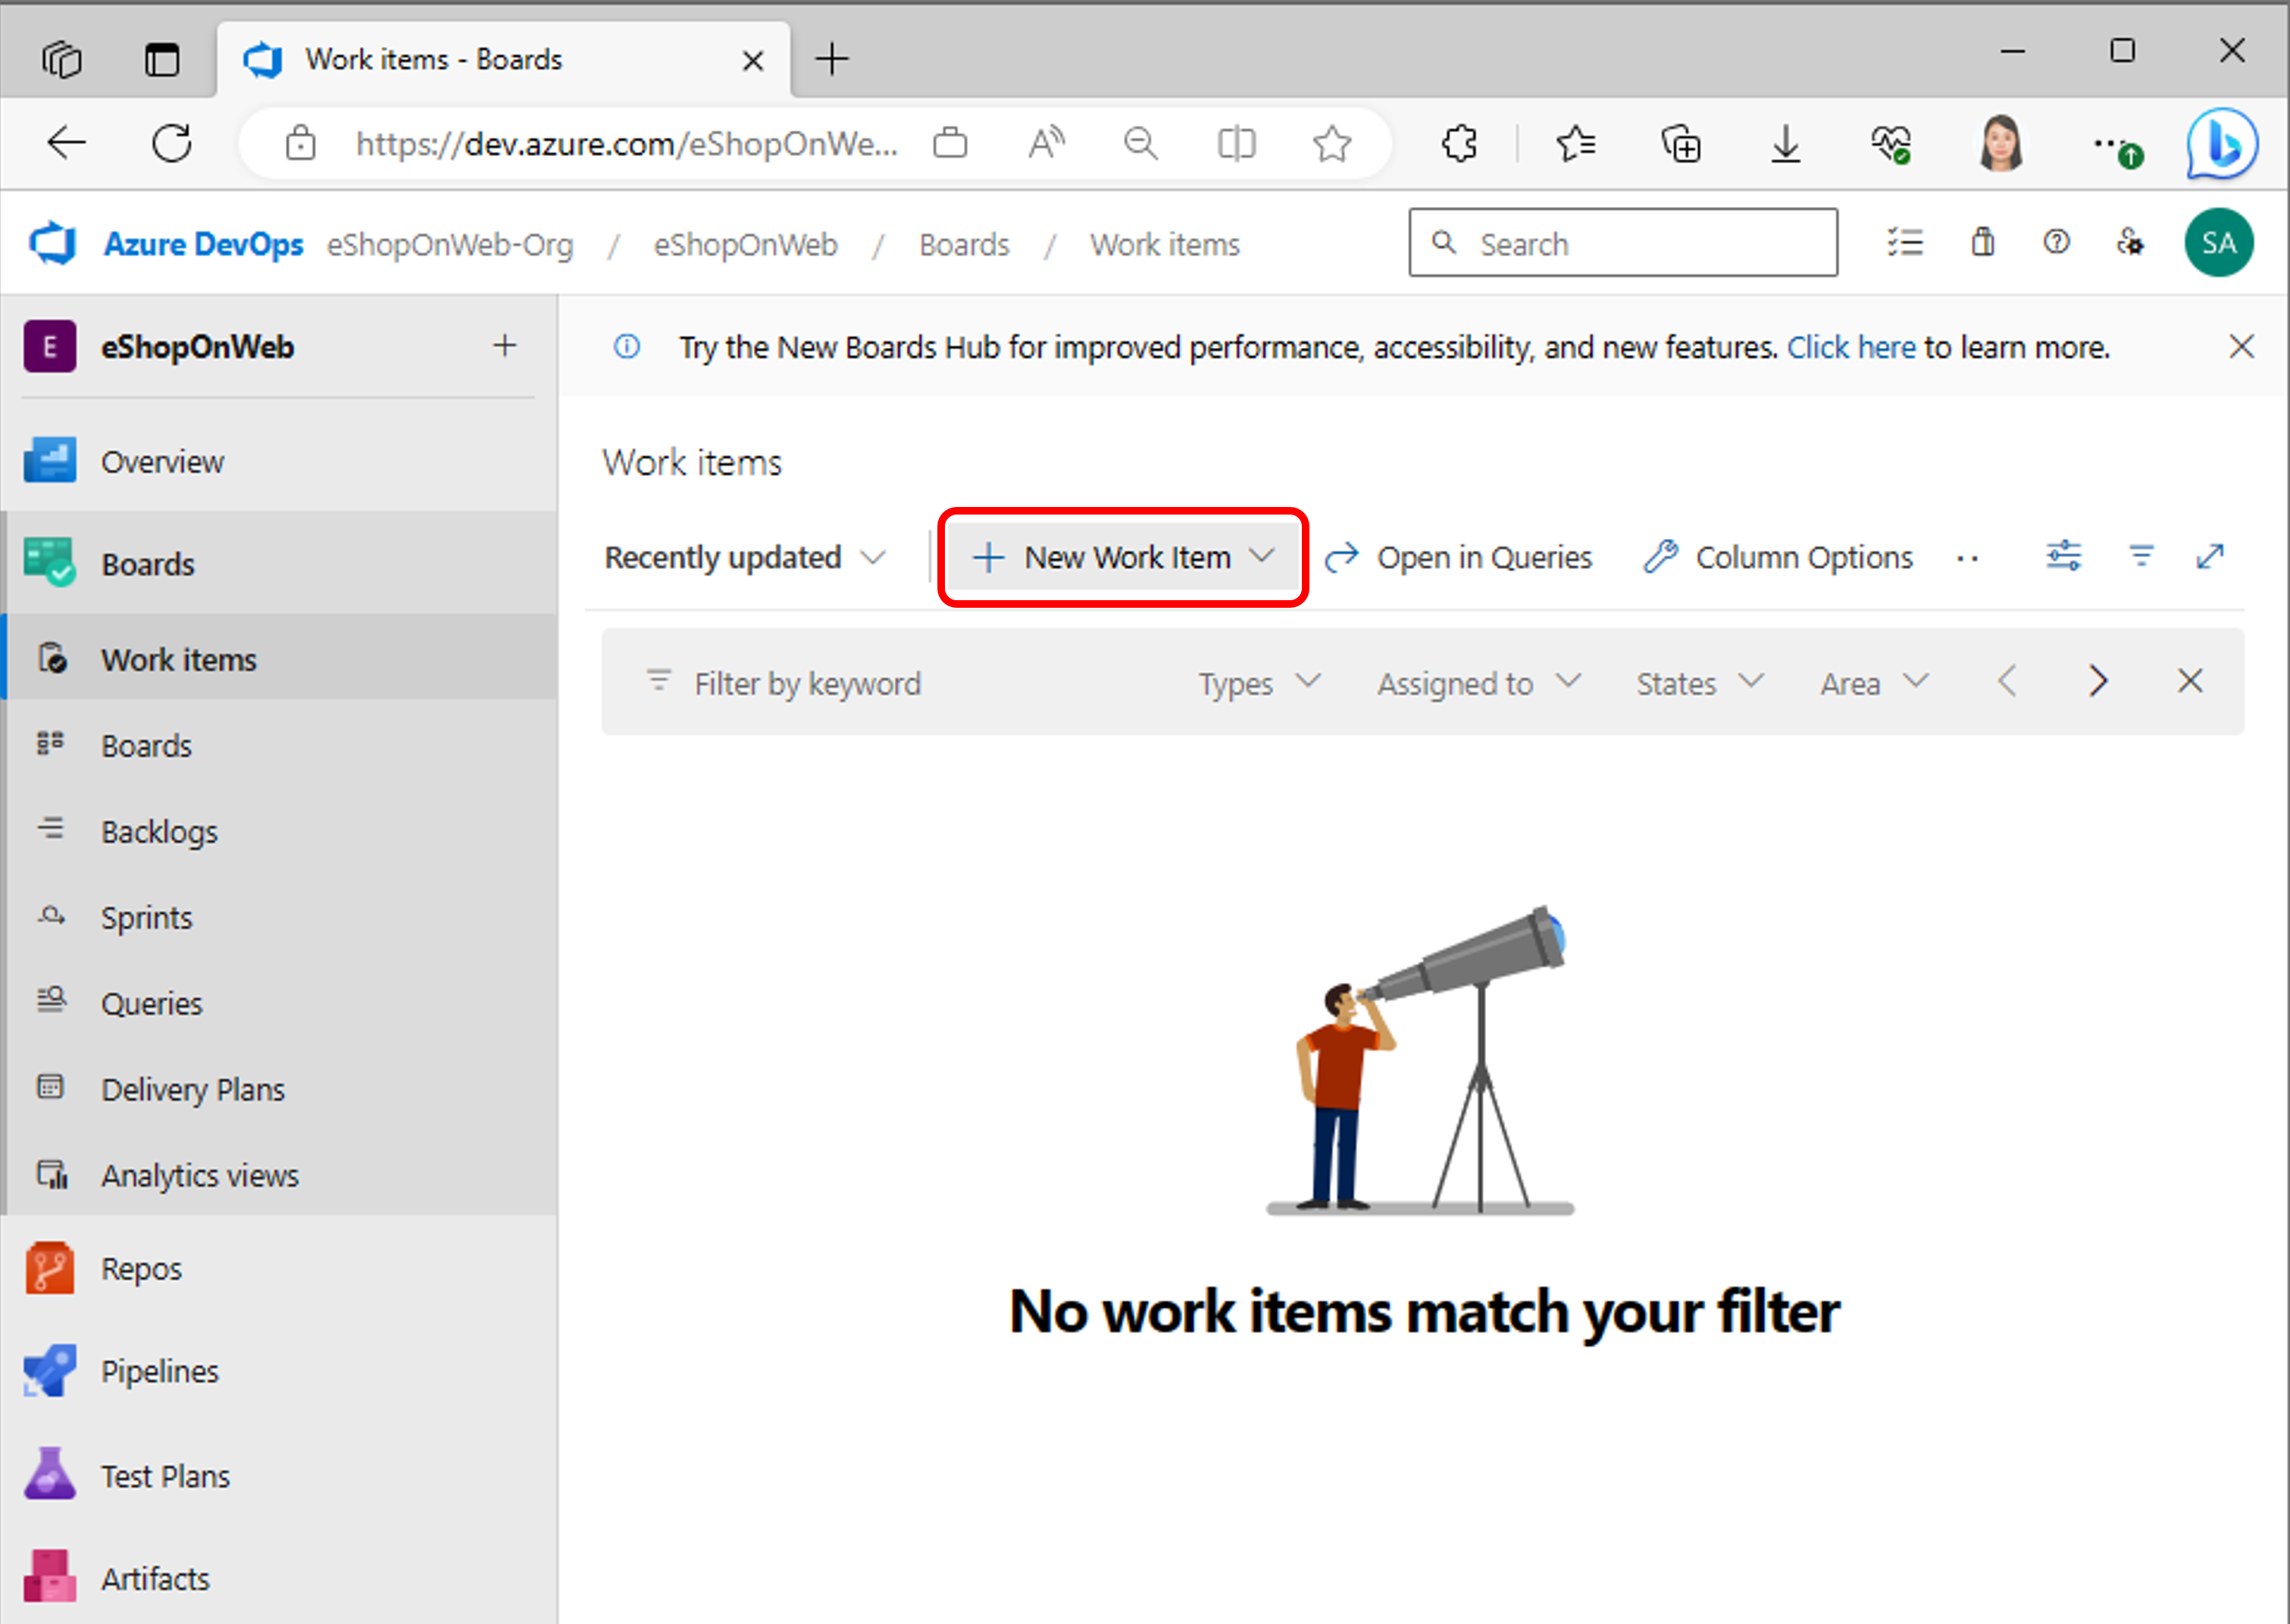 Work items - Boards
https://dev.azure.com/eShopOnWe...
Azure DevOps eShopOnWeb-Org / eShopOnWeb / Boards / Work items
Search
SA
E eShopOnWeb
Try the New Boards Hub for improved performance, accessibility, and new features. Click here to learn more.
Overview
Boards
Work items
Boards
Backlogs
Sprints
Queries
Delivery Plans
Analytics views
Repos
Pipelines
Test Plans
Artifacts
Work items
Recently updated
New Work Item
Open in Queries
Column Options
Filter by keyword
Types
Assigned to
States
Area
No work items match your filter